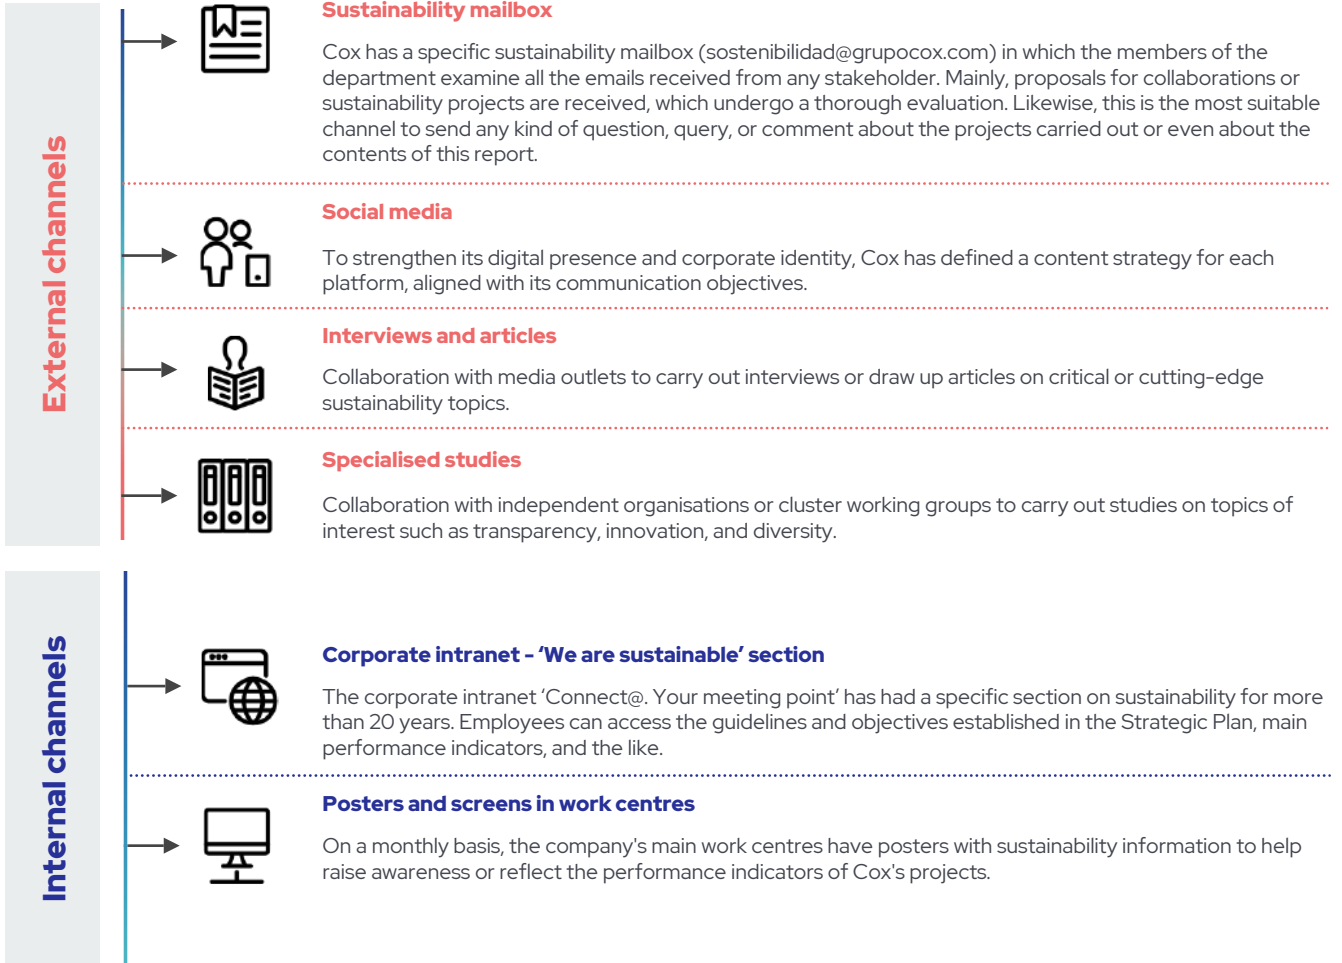 External channels
Sustainability mailbox
Cox has a specific sustainability mailbox (sostenibilidad@grupocox.com) in which the members of the
department examine all the emails received from any stakeholder. Mainly, proposals for collaborations or
sustainability projects are received, which undergo a thorough evaluation. Likewise, this is the most suitable
channel to send any kind of question, query, or comment about the projects carried out or even about the
contents of this report.
Social media
To strengthen its digital presence and corporate identity, Cox has defined a content strategy for each
platform, aligned with its communication objectives.
Interviews and articles
Collaboration with media outlets to carry out interviews or draw up articles on critical or cutting-edge
sustainability topics.
Specialised studies
Collaboration with independent organisations or cluster working groups to carry out studies on topics of
interest such as transparency, innovation, and diversity.
Internal channels
Corporate intranet - ‘We are sustainable’ section
The corporate intranet ‘Connect@. Your meeting point’ has had a specific section on sustainability for more
than 20 years. Employees can access the guidelines and objectives established in the Strategic Plan, main
performance indicators, and the like.
Posters and screens in work centres
On a monthly basis, the company's main work centres have posters with sustainability information to help
raise awareness or reflect the performance indicators of Cox's projects.